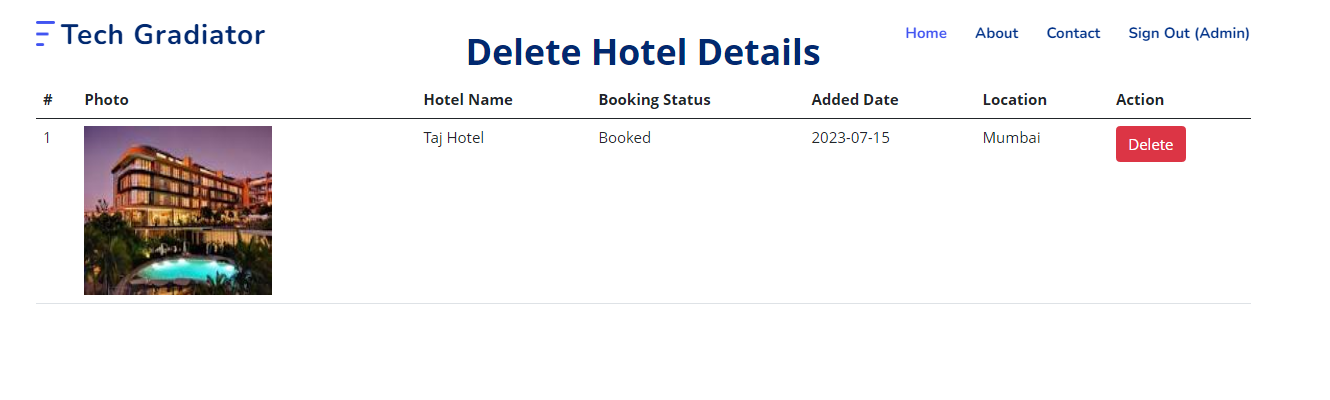 Tech Gradiator
Home About Contact Sign Out (Admin)
Delete Hotel Details
# Photo Hotel Name Booking Status Added Date Location Action
1 Taj Hotel Booked 2023-07-15 Mumbai Delete